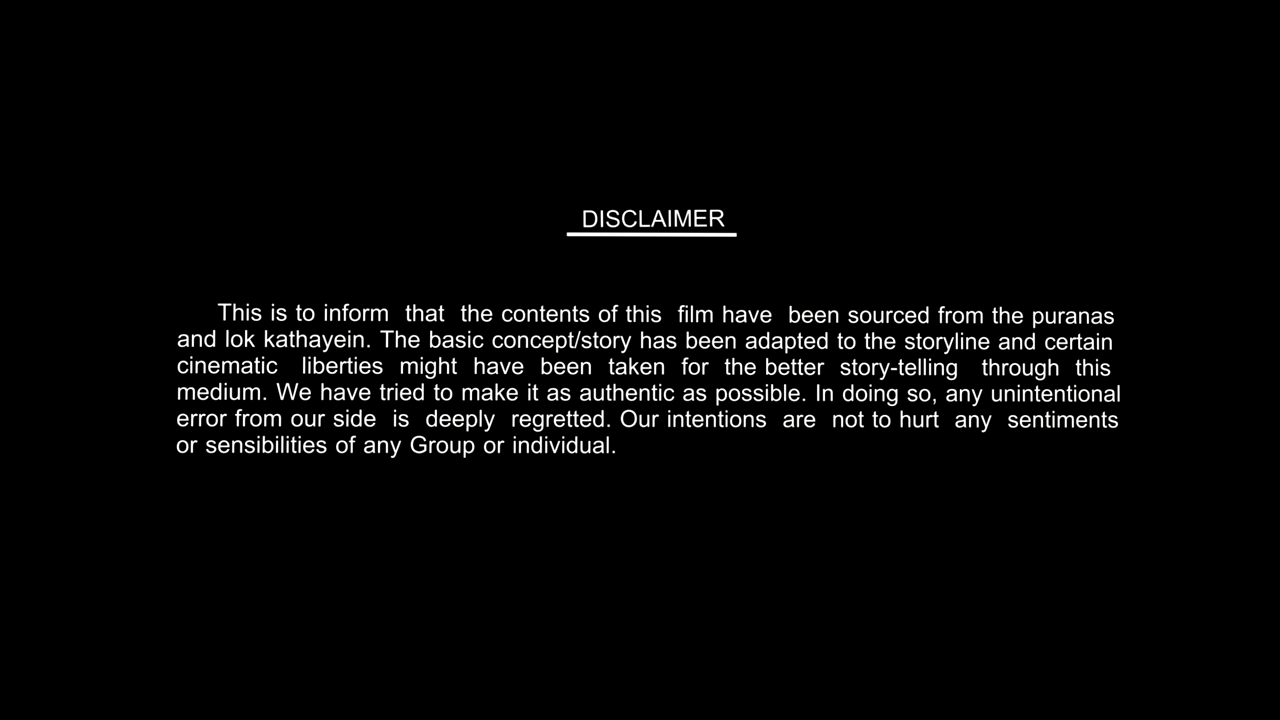 DISCLAIMER
This is to inform that the contents of this film have been sourced from the puranas
and lok kathayein. The basic concept/story has been adapted to the storyline and certain
cinematic liberties might have been taken for the better story-telling through this
medium. We have tried to make it as authentic as possible. In doing so, any unintentional
error from our side is deeply regretted. Our intentions are not to hurt any sentiments
or sensibilities of any Group or individual.